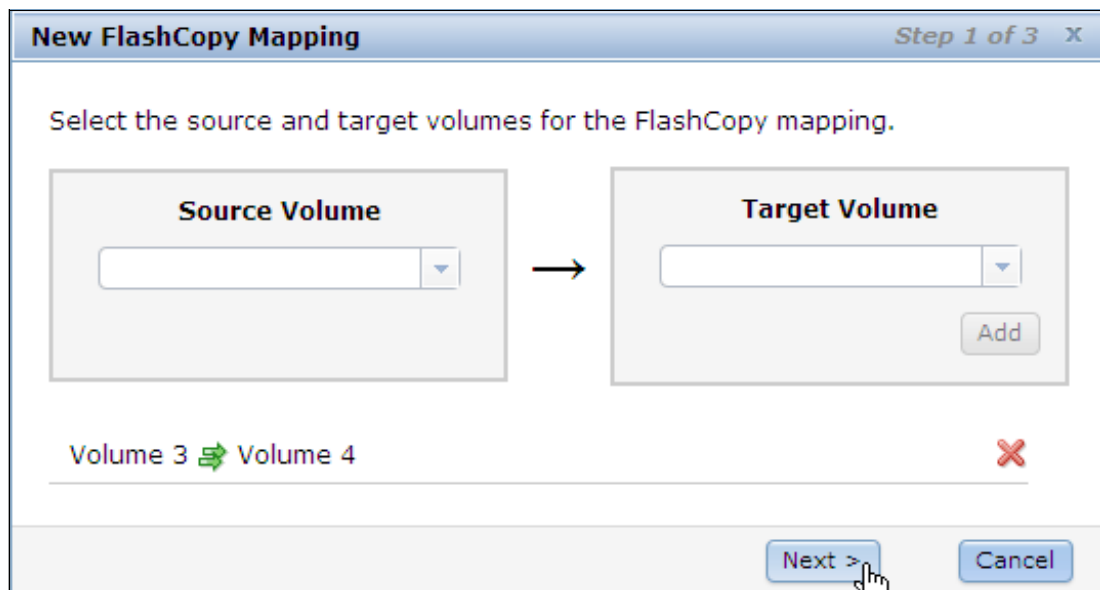 New FlashCopy Mapping
Step 1 of 3 x
Select the source and target volumes for the FlashCopy mapping.
Source Volume
Target Volume
Add
Volume 3 Volume 4
Next >
Cancel